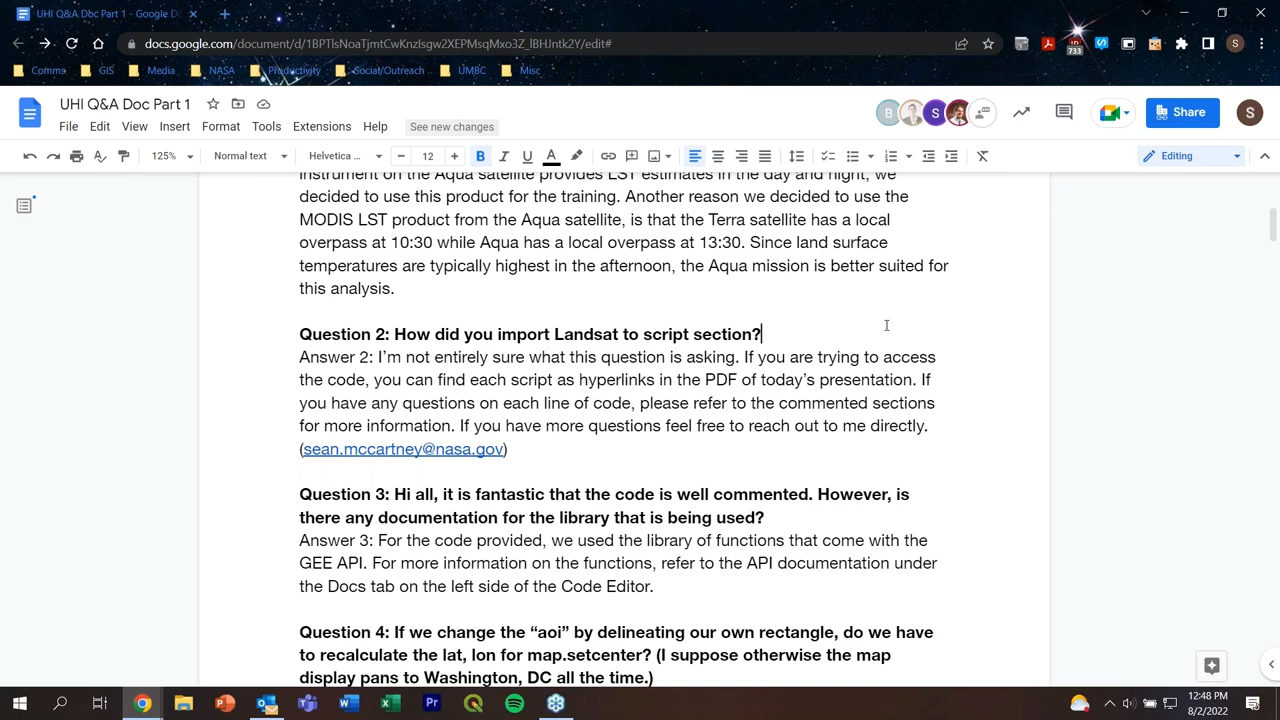 UHI Q&A Doc Part 1 - Google D
docs.google.com/document/d/1BPTlsNoaTjmtCwKnzIsgw2XEPMsqMxo3Z_lBHJntk2Y/edit#
733
S
Comms GIS Media NASA Productivity Social/Outreach UMBC Misc
UHI Q&A Doc Part 1
B S Share S
File Edit View Insert Format Tools Extensions Help See new changes
125% Normal text Helvetica ... 12 B I U A Editing
instrument on the Aqua satellite provides LST estimates in the day and night, we
decided to use this product for the training. Another reason we decided to use the
MODIS LST product from the Aqua satellite, is that the Terra satellite has a local
overpass at 10:30 while Aqua has a local overpass at 13:30. Since land surface
temperatures are typically highest in the afternoon, the Aqua mission is better suited for
this analysis.
Question 2: How did you import Landsat to script section?
Answer 2: I'm not entirely sure what this question is asking. If you are trying to access
the code, you can find each script as hyperlinks in the PDF of today's presentation. If
you have any questions on each line of code, please refer to the commented sections
for more information. If you have more questions feel free to reach out to me directly.
(sean.mccartney@nasa.gov)
Question 3: Hi all, it is fantastic that the code is well commented. However, is
there any documentation for the library that is being used?
Answer 3: For the code provided, we used the library of functions that come with the
GEE API. For more information on the functions, refer to the API documentation under
the Docs tab on the left side of the Code Editor.
Question 4: If we change the “aoi” by delineating our own rectangle, do we have
to recalculate the lat, lon for map.setcenter? (I suppose otherwise the map
display pans to Washington, DC all the time.)
12:48 PM
8/2/2022